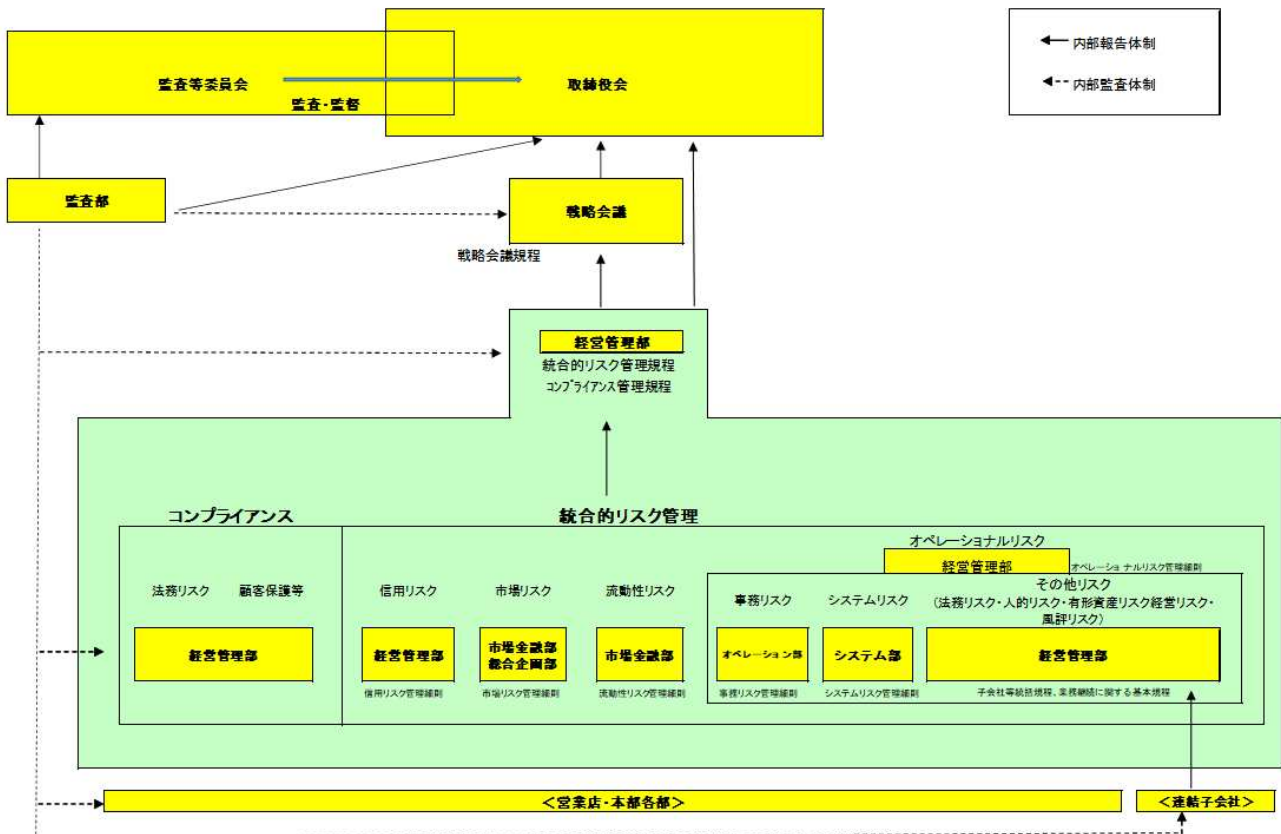 内部報告体制
内部監査体制
監査等委員会
取締役会
監査・監督
監査部
戦略会議
戦略会議規程
経営管理部
統合的リスク管理規程
コンプライアンス管理規程
コンプライアンス
統合的リスク管理
オペレーショナルリスク
経営管理部
オペレーショナルリスク管理細則
法務リスク
顧客保護等
信用リスク
市場リスク
流動性リスク
事務リスク
システムリスク
その他リスク
(法務リスク・人的リスク・有形資産リスク経営リスク・
風評リスク)
経営管理部
経営管理部
市場金融部
総合企画部
市場金融部
オペレーション部
システム部
経営管理部
信用リスク管理細則
市場リスク管理細則
流動性リスク管理細則
事務リスク管理細則
システムリスク管理細則
子会社等統括規程、業務継続に関する基本規程
＜営業店・本部各部＞
＜連結子会社＞